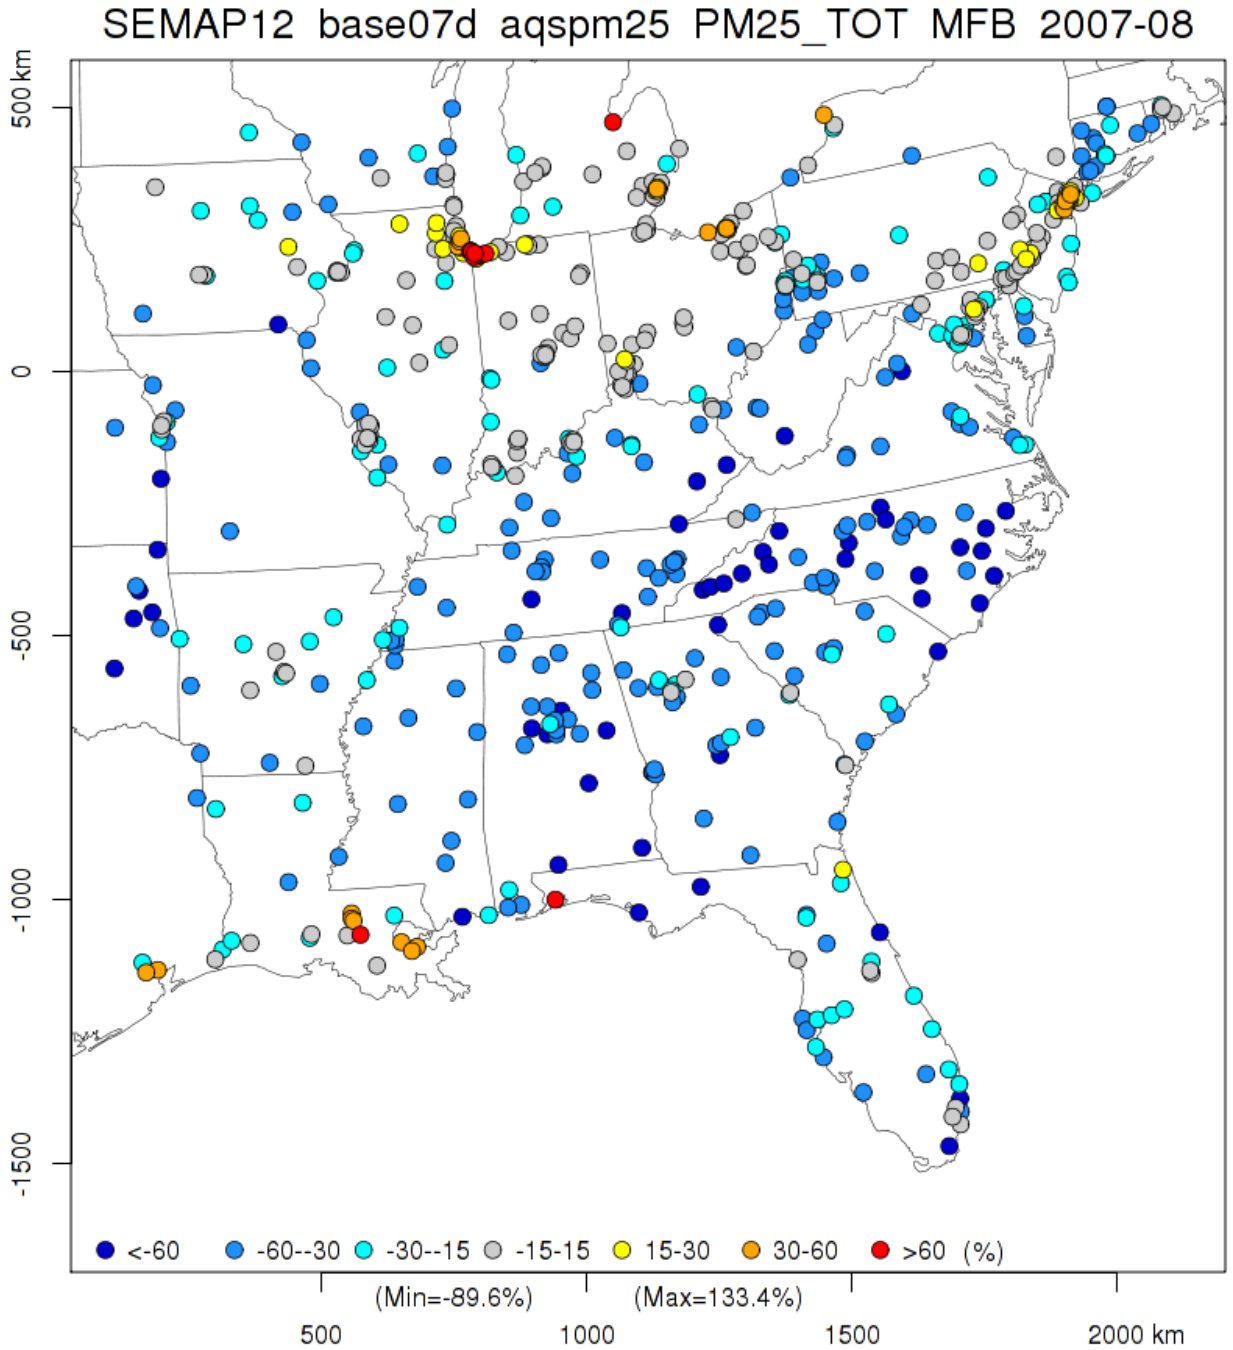 SEMAP12 base07d aqspm25 PM25_TOT MFB 2007-08
500 km
0
-500
-1000
-1500
<-60 -60--30 -30--15 -15-15 15-30 30-60 >60 (%)
(Min=-89.6%) (Max=133.4%)
500 1000 1500 2000 km